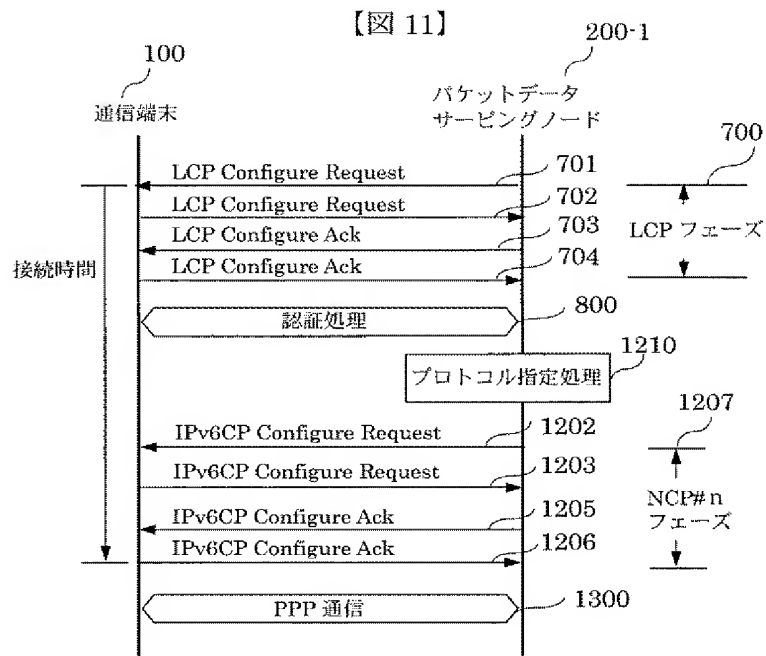 【図 11】
100
200-1
通信端末
パケットデータ
サービングノード
700
LCP Configure Request
701
LCP Configure Request
702
LCP Configure Ack
703
LCP フェーズ
LCP Configure Ack
704
接続時間
認証処理
800
プロトコル指定処理
1210
IPv6CP Configure Request
1202
1207
IPv6CP Configure Request
1203
NCP#n
フェーズ
IPv6CP Configure Ack
1205
IPv6CP Configure Ack
1206
PPP 通信
1300